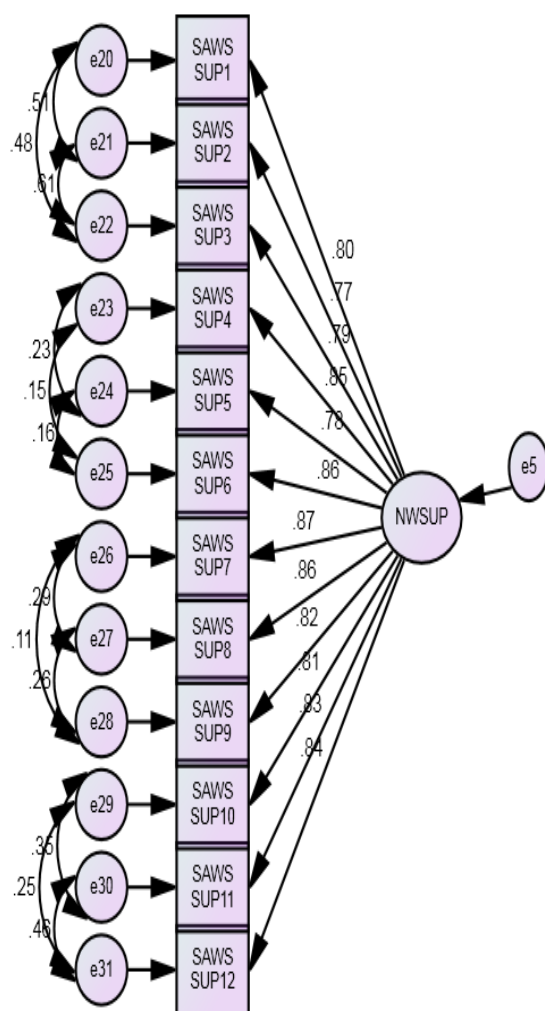 e20
SAWS
SUP1
.51
e21
SAWS
SUP2
.48
.61
e22
SAWS
SUP3
.80
.77
e23
SAWS
SUP4
.79
.85
.23
.15
e24
SAWS
SUP5
.78
.16
e25
SAWS
SUP6
.86
e5
NWSUP
.87
e26
SAWS
SUP7
.86
.29
.11
e27
SAWS
SUP8
.82
.26
e28
SAWS
SUP9
.81
.83
.84
e29
SAWS
SUP10
.35
.25
e30
SAWS
SUP11
.46
e31
SAWS
SUP12